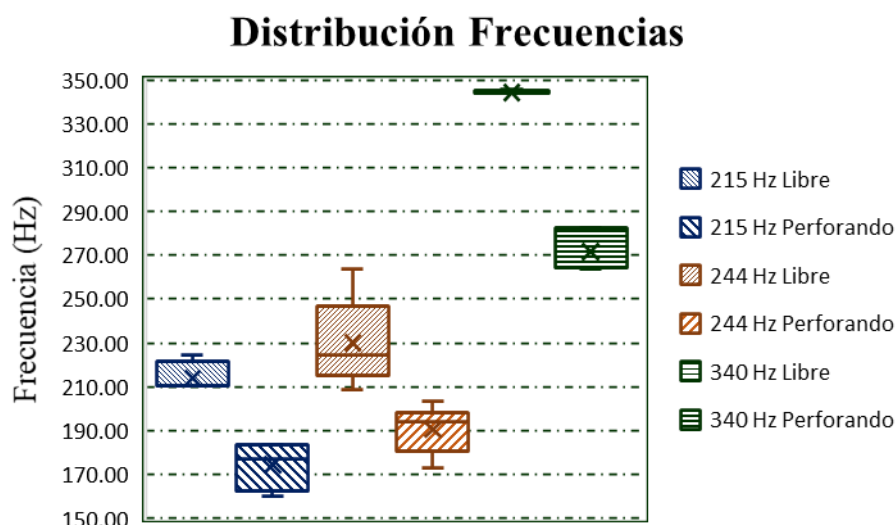 Distribución Frecuencias
Frecuencia (Hz)
350.00
330.00
310.00
290.00
270.00
250.00
230.00
210.00
190.00
170.00
150.00
215 Hz Libre
215 Hz Perforando
244 Hz Libre
244 Hz Perforando
340 Hz Libre
340 Hz Perforando